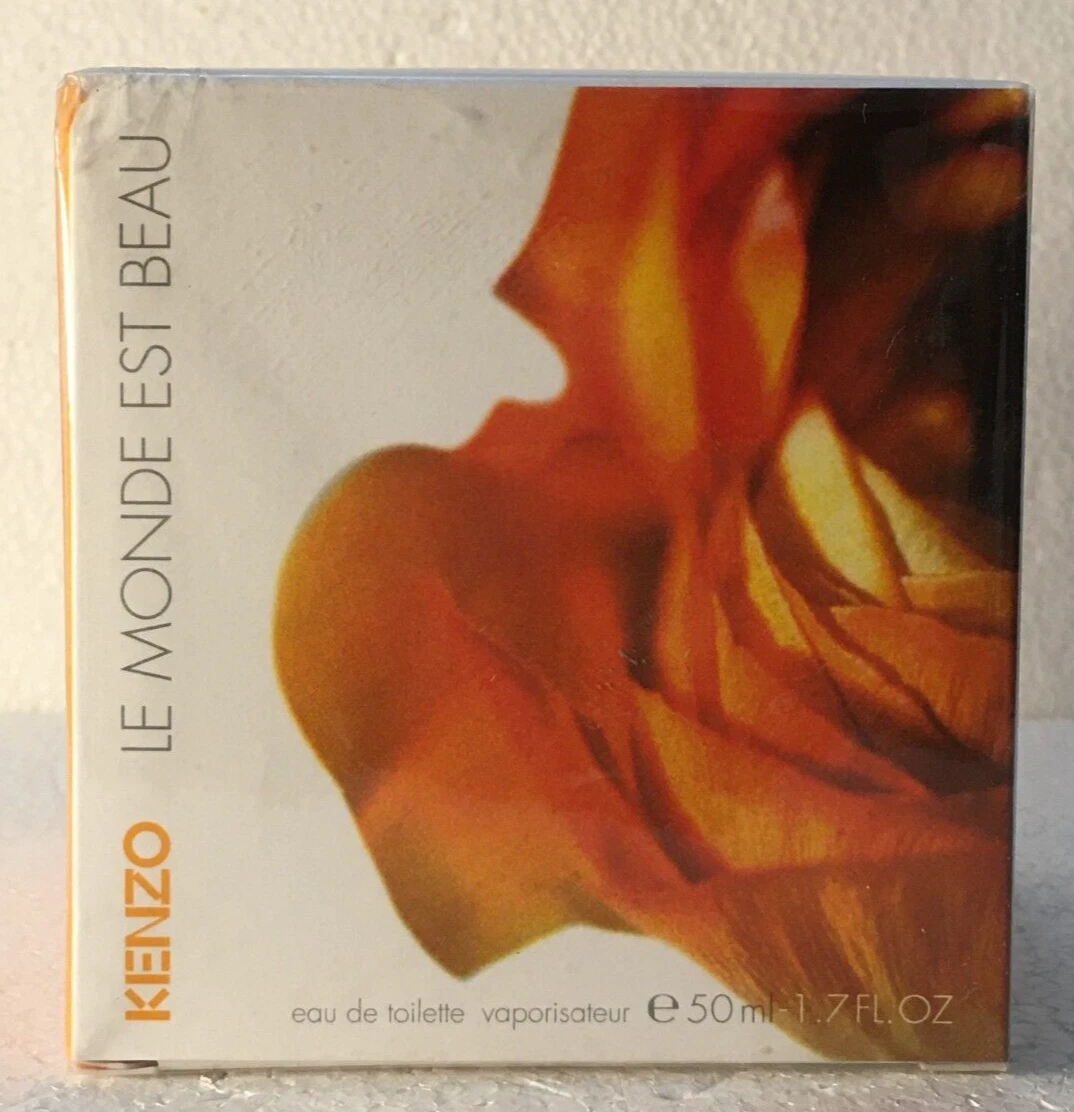 KENZO LE MONDE EST BEAU
eau de toilette vaporisateur ℮50 ml-1.7 FL. OZ